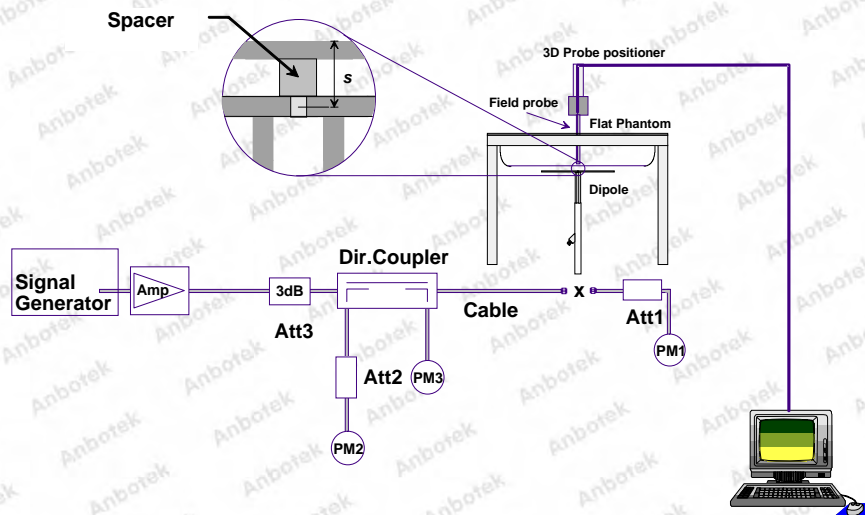 Spacer
s
3D Probe positioner
Field probe
Flat Phantom
Dipole
Signal
Generator
Amp
3dB
Att3
Dir.Coupler
Cable
x
Att1
PM1
Att2
PM3
PM2
Anbotek